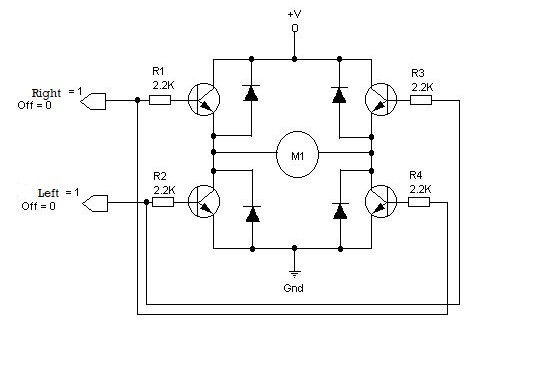 +V
R1
2.2K
R3
2.2K
Right = 1
Off = 0
M1
R2
2.2K
R4
2.2K
Left = 1
Off = 0
Gnd